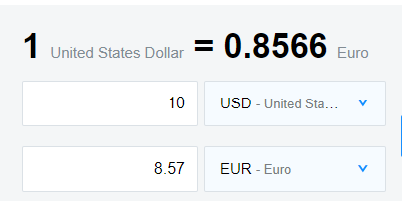 1 United States Dollar = 0.8566 Euro
10 USD - United Sta...
8.57 EUR - Euro